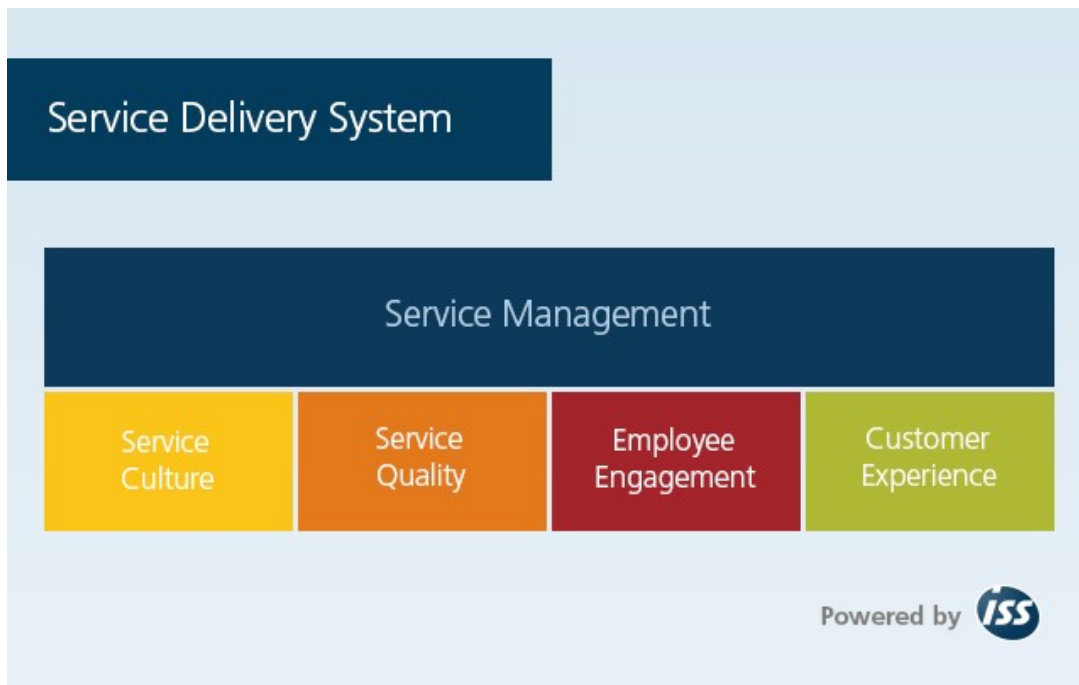 Service Delivery System
Service Management
Service
Culture
Service
Quality
Employee
Engagement
Customer
Experience
Powered by ISS